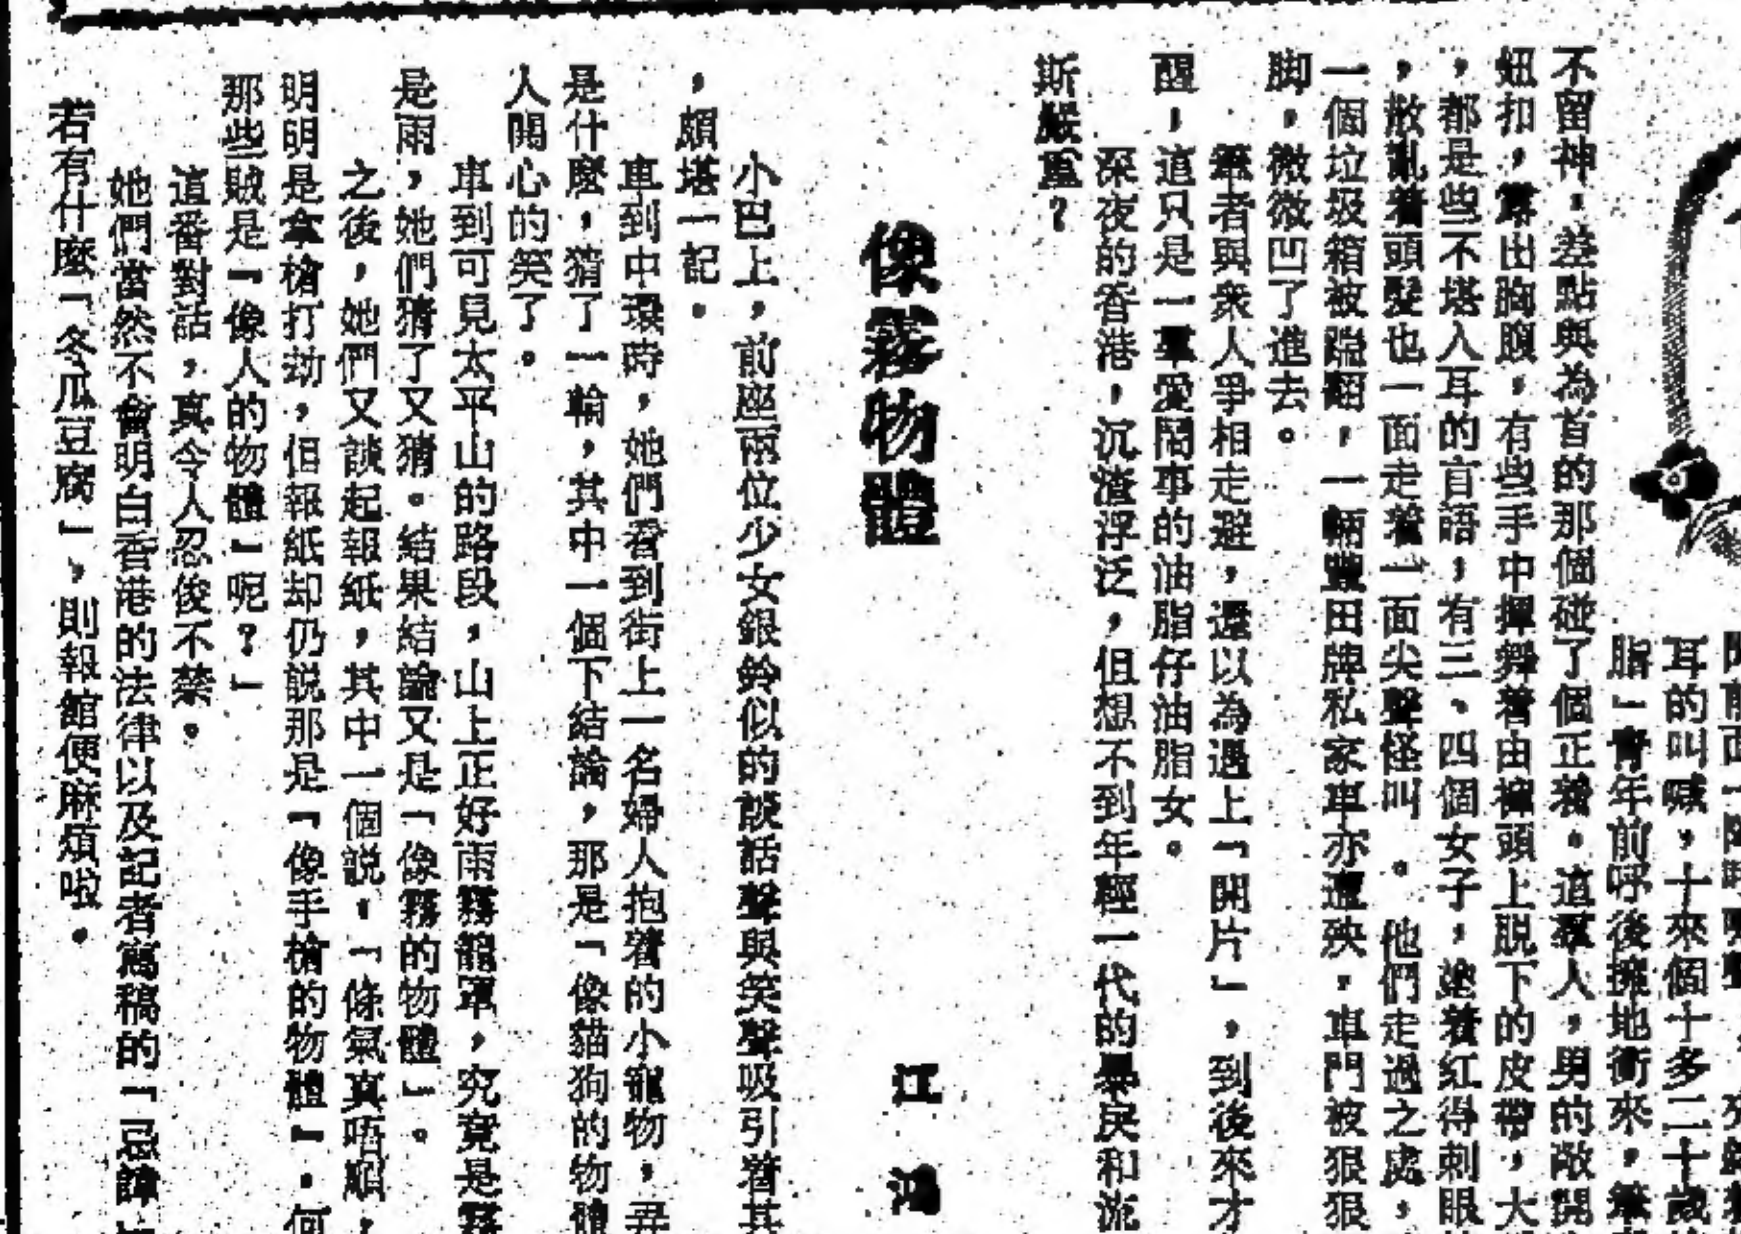 耳的叫喊，十來個十多二十歲
脂」青年前呼後擁地衝來，筆
不留神，差點與為首的那個碰了個正着。這羣人，男的敞開
鈕扣，露出胸腹，有些手中揮舞着由褲頭上脫下的皮帶，大
，都是些不堪入耳的盲語，有三、四個女子，塗着紅得刺眼
，散亂着頭髮也一面走着一面尖聲怪叫。他們走過之處，
一個垃圾箱被踹翻，一輛豐田牌私家車亦遭殃，車門被狠狠
脚，微微凹了進去。
筆者與衆人爭相走避，還以為遇上「開片」，到後來才
醒，這只是一羣愛鬧事的油脂仔油脂女。
深夜的香港，沉渣浮泛，但想不到年輕一代的暴戾和流
斯嚴重？
像霧物體
江鴻
小巴上，前座兩位少女銀鈴似的談話聲與笑聲吸引着其
，頗堪一記。
車到中環時，她們看到街上一名婦人抱着的小寵物，弄
是什麼，猜了一輪，其中一個下結論，那是「像貓狗的物體
人開心的笑了。
車到可見太平山的路段，山上正好雨霧籠罩，究竟是霧
是雨，她們猜了又猜。結果結論又是「像霧的物體」。
之後，她們又談起報紙，其中一個説，「條氣真唔順，
明明是拿槍打劫，但報紙却仍説那是『像手槍的物體』，何
那些賊是『像人的物體』呢？」
這番對話，真令人忍俊不禁。
她們當然不會明白香港的法律以及記者寫稿的「忌諱
若有什麼「冬瓜豆腐」，則報館便麻煩啦。